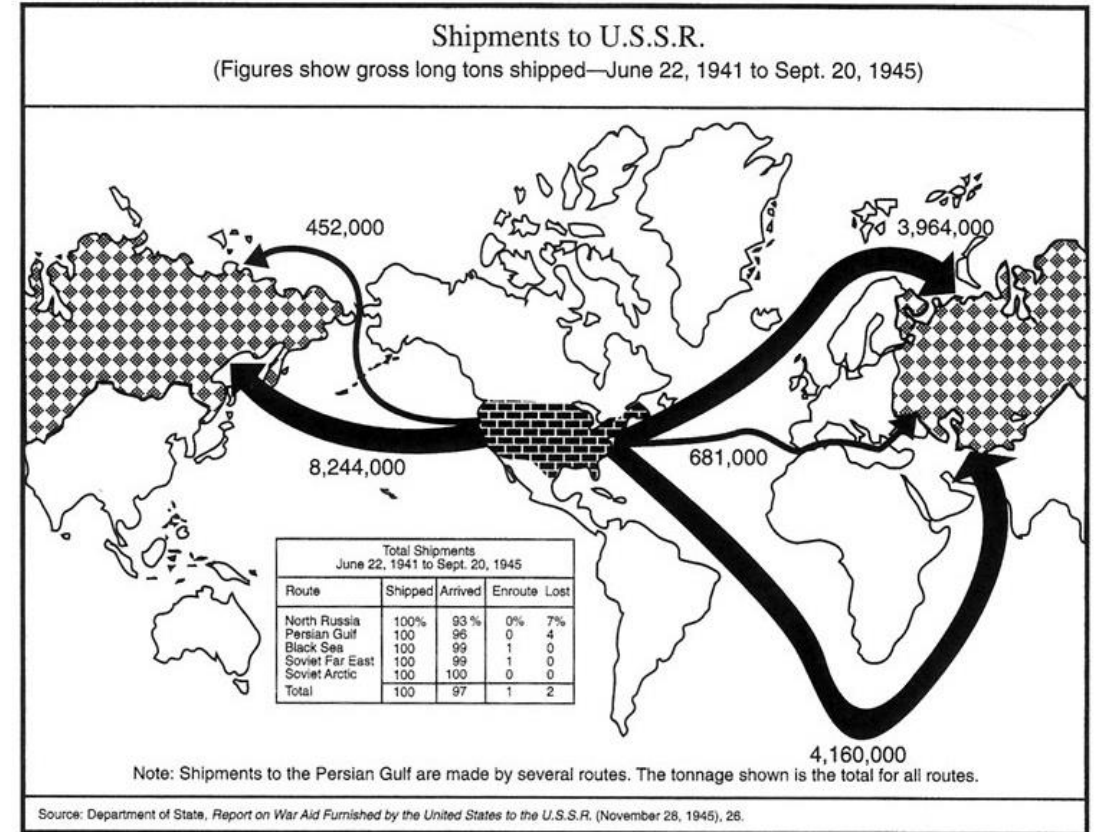 Shipments to U.S.S.R.
(Figures show gross long tons shipped—June 22, 1941 to Sept. 20, 1945)
452,000
3,964,000
8,244,000
681,000
Total Shipments
June 22, 1941 to Sept. 20, 1945
Route Shipped Arrived Enroute Lost
North Russia 100% 93 % 0% 7%
Persian Gulf 100 96 0 4
Black Sea 100 99 1 0
Soviet Far East 100 99 1 0
Soviet Arctic 100 100 0 0
Total 100 97 1 2
4,160,000
Note: Shipments to the Persian Gulf are made by several routes. The tonnage shown is the total for all routes.
Source: Department of State, Report on War Aid Furnished by the United States to the U.S.S.R. (November 28, 1945), 26.